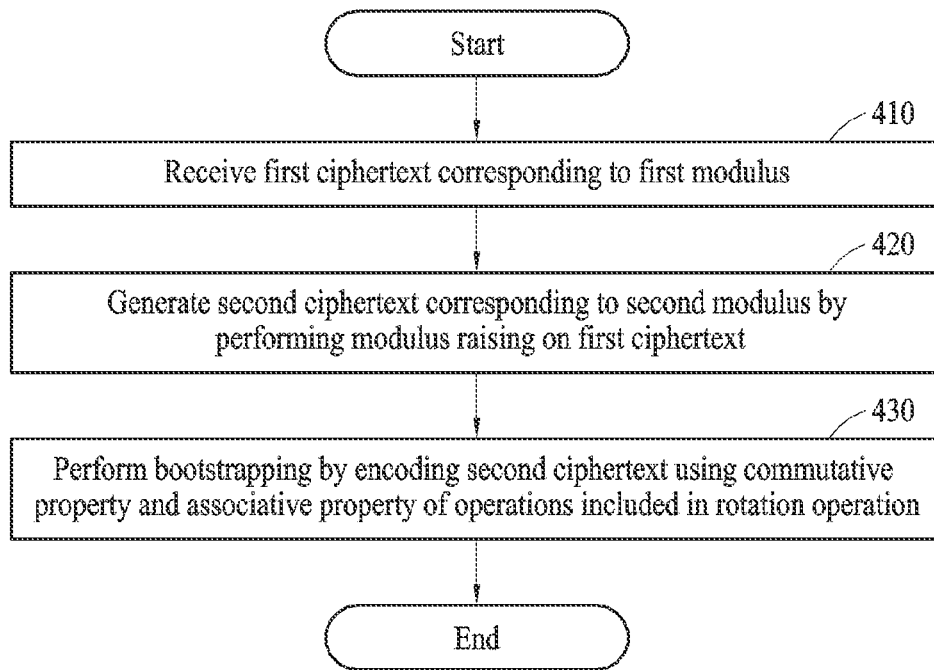 Start
410
Receive first ciphertext corresponding to first modulus
420
Generate second ciphertext corresponding to second modulus by
performing modulus raising on first ciphertext
430
Perform bootstrapping by encoding second ciphertext using commutative
property and associative property of operations included in rotation operation
End